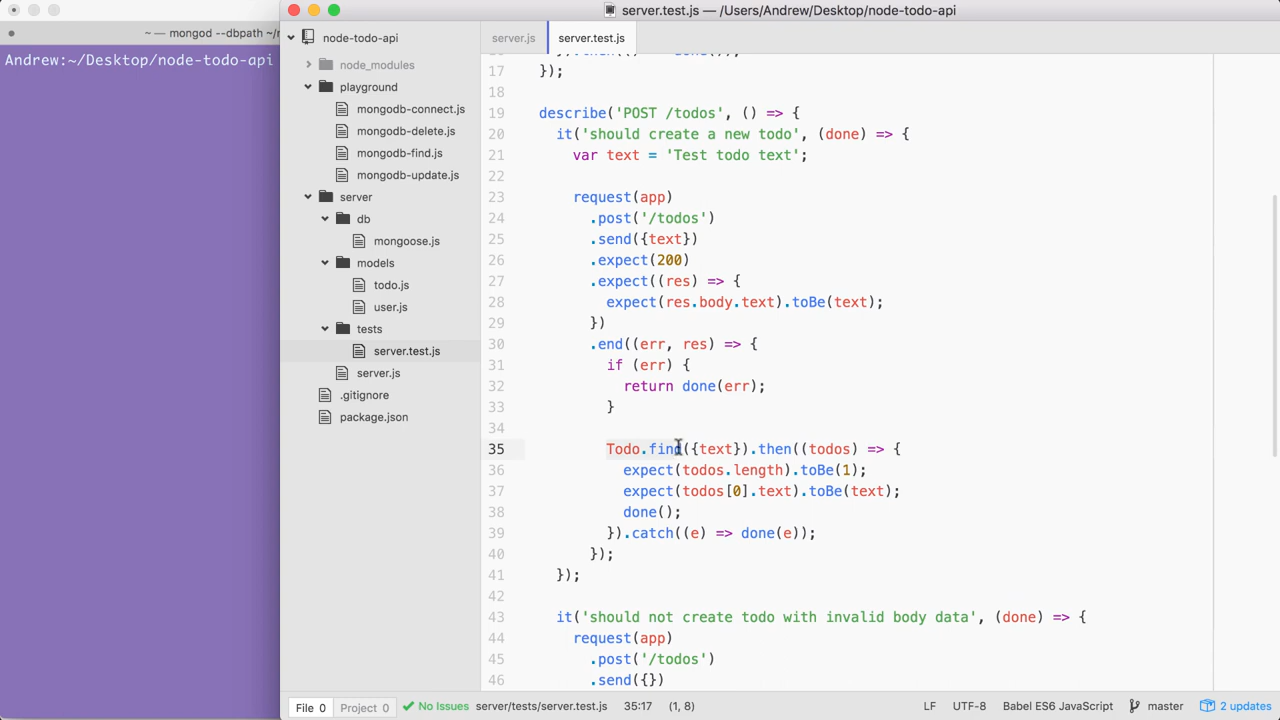 server.test.js — /Users/Andrew/Desktop/node-todo-api
~ — mongod --dbpath ~/m
Andrew:~/Desktop/node-todo-api
node-todo-api
node_modules
playground
mongodb-connect.js
mongodb-delete.js
mongodb-find.js
mongodb-update.js
server
db
mongoose.js
models
todo.js
user.js
tests
server.test.js
server.js
.gitignore
package.json
server.js
server.test.js
17 });
18
19 describe('POST /todos', () => {
20 it('should create a new todo', (done) => {
21 var text = 'Test todo text';
22
23 request(app)
24 .post('/todos')
25 .send({text})
26 .expect(200)
27 .expect((res) => {
28 expect(res.body.text).toBe(text);
29 })
30 .end((err, res) => {
31 if (err) {
32 return done(err);
33 }
34
35 Todo.find({text}).then((todos) => {
36 expect(todos.length).toBe(1);
37 expect(todos[0].text).toBe(text);
38 done();
39 }).catch((e) => done(e));
40 });
41 });
42
43 it('should not create todo with invalid body data', (done) => {
44 request(app)
45 .post('/todos')
46 .send({})
File 0 Project 0 No Issues server/tests/server.test.js 35:17 (1, 8) LF UTF-8 Babel ES6 JavaScript master 2 updates